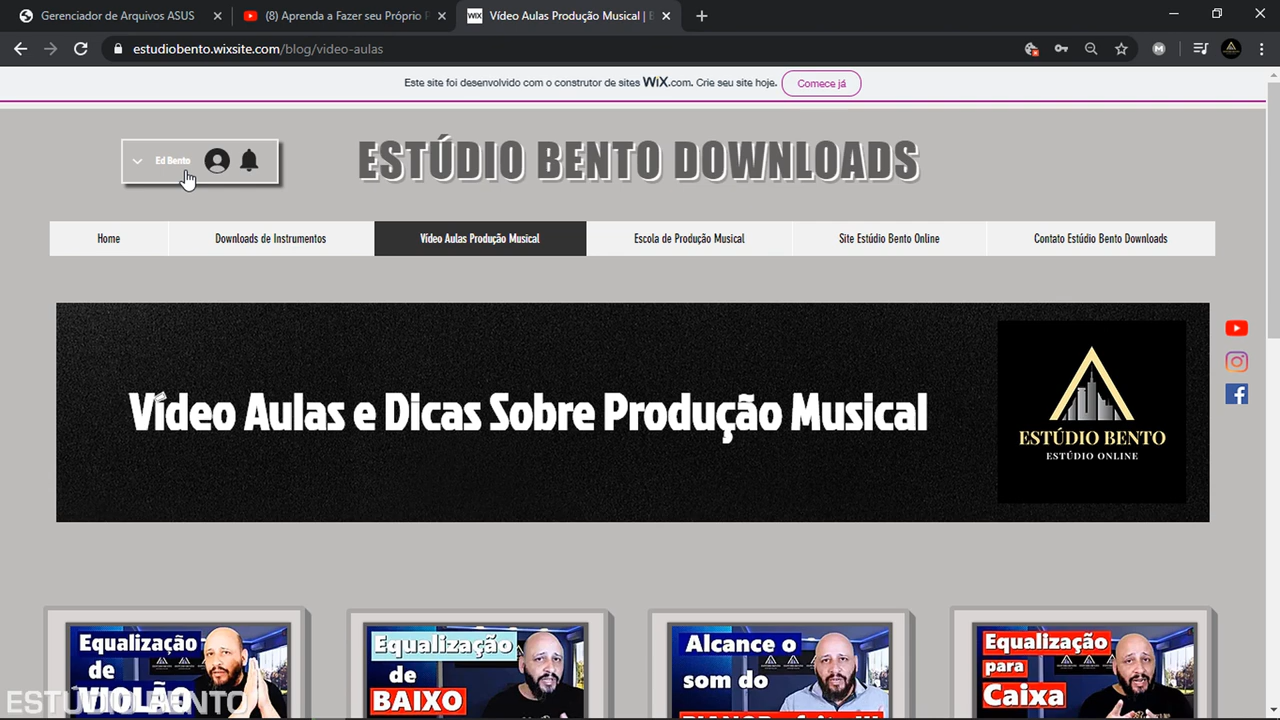 Gerenciador de Arquivos ASUS
(8) Aprenda a Fazer seu Próprio P
WIX
Vídeo Aulas Produção Musical |
estudiobento.wixsite.com/blog/video-aulas
Este site foi desenvolvido com o construtor de sites WiX.com. Crie seu site hoje.
Comece já
Ed Bento
ESTÚDIO BENTO DOWNLOADS
Home
Downloads de Instrumentos
Vídeo Aulas Produção Musical
Escola de Produção Musical
Site Estúdio Bento Online
Contato Estúdio Bento Downloads
Vídeo Aulas e Dicas Sobre Produção Musical
ESTÚDIO BENTO
ESTÚDIO ONLINE
Equalização
de
VIOLÃO
Equalização
de
BAIXO
Alcance o
som do
Equalização
para
Caixa
ESTÚDIO BENTO